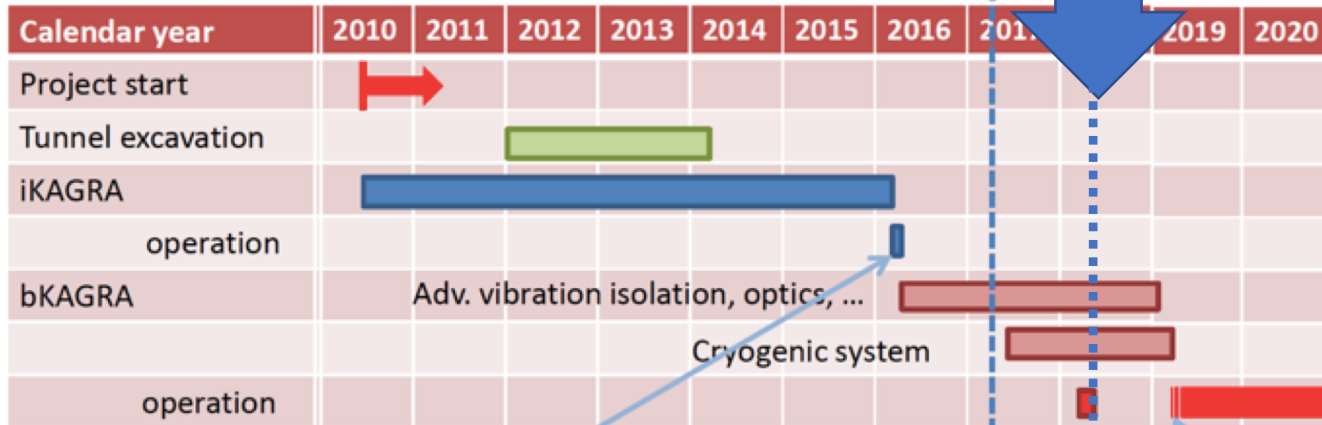 Calendar year 2010 2011 2012 2013 2014 2015 2016 2019 2020
Project start
Tunnel excavation
iKAGRA
operation
bKAGRA Adv. vibration isolation, optics, ...
Cryogenic system
operation